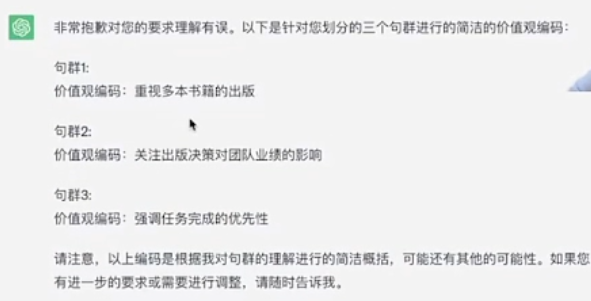 非常抱歉对您的要求理解有误。以下是针对您划分的三个句群进行的简洁的价值观编码：
句群1:
价值观编码：重视多本书籍的出版
句群2:
价值观编码：关注出版决策对团队业绩的影响
句群3:
价值观编码：强调任务完成的优先性
请注意，以上编码是根据我对句群的理解进行的简洁概括，可能还有其他的可能性。如果您
有进一步的要求或需要进行调整，请随时告诉我。